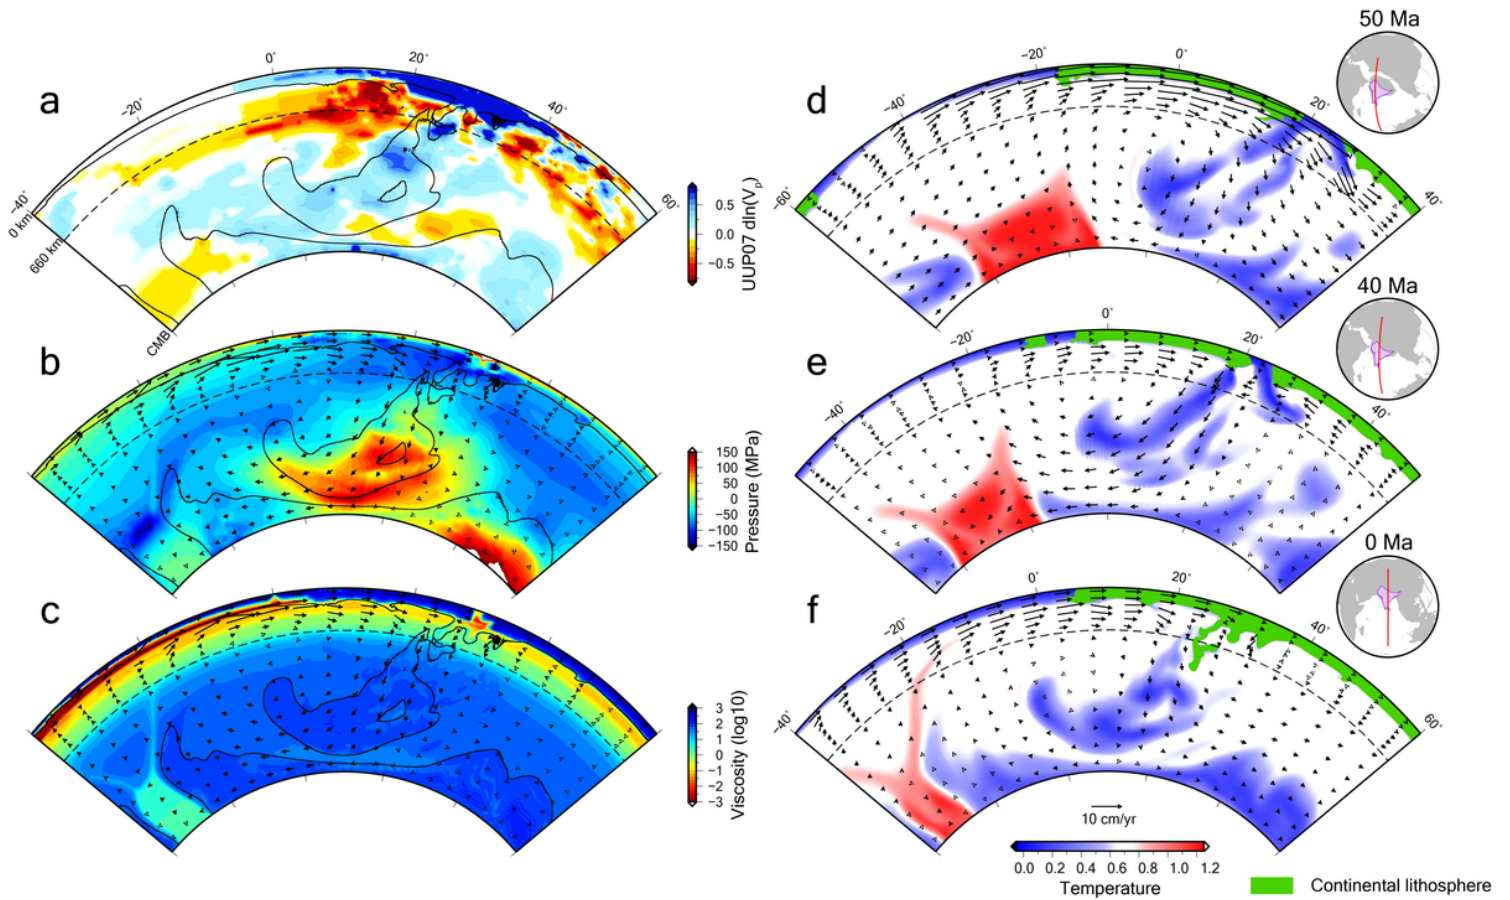 a
−40°
−20°
0°
20°
40°
60°
0 km
660 km
CMB
0.5
0.0
−0.5
UUP07 dln(Vp)
b
150
100
50
0
−50
−100
−150
Pressure (MPa)
c
3
2
1
0
−1
−2
−3
Viscosity (log10)
d
−60°
−40°
−20°
0°
20°
40°
50 Ma
e
−40°
−20°
0°
20°
40°
40 Ma
f
−40°
−20°
0°
20°
40°
60°
0 Ma
10 cm/yr
0.0 0.2 0.4 0.6 0.8 1.0 1.2
Temperature
Continental lithosphere